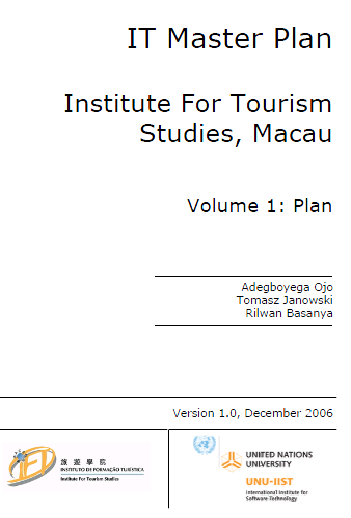 IT Master Plan
Institute For Tourism
Studies, Macau
Volume 1: Plan
Adegboyega Ojo
Tomasz Janowski
Rilwan Basanya
Version 1.0, December 2006
IFT
旅遊學院
INSTITUTO DE FORMAÇÃO TURÍSTICA
Institute For Tourism Studies
UNITED NATIONS
UNIVERSITY
UNU-IIST
International Institute for
Software Technology